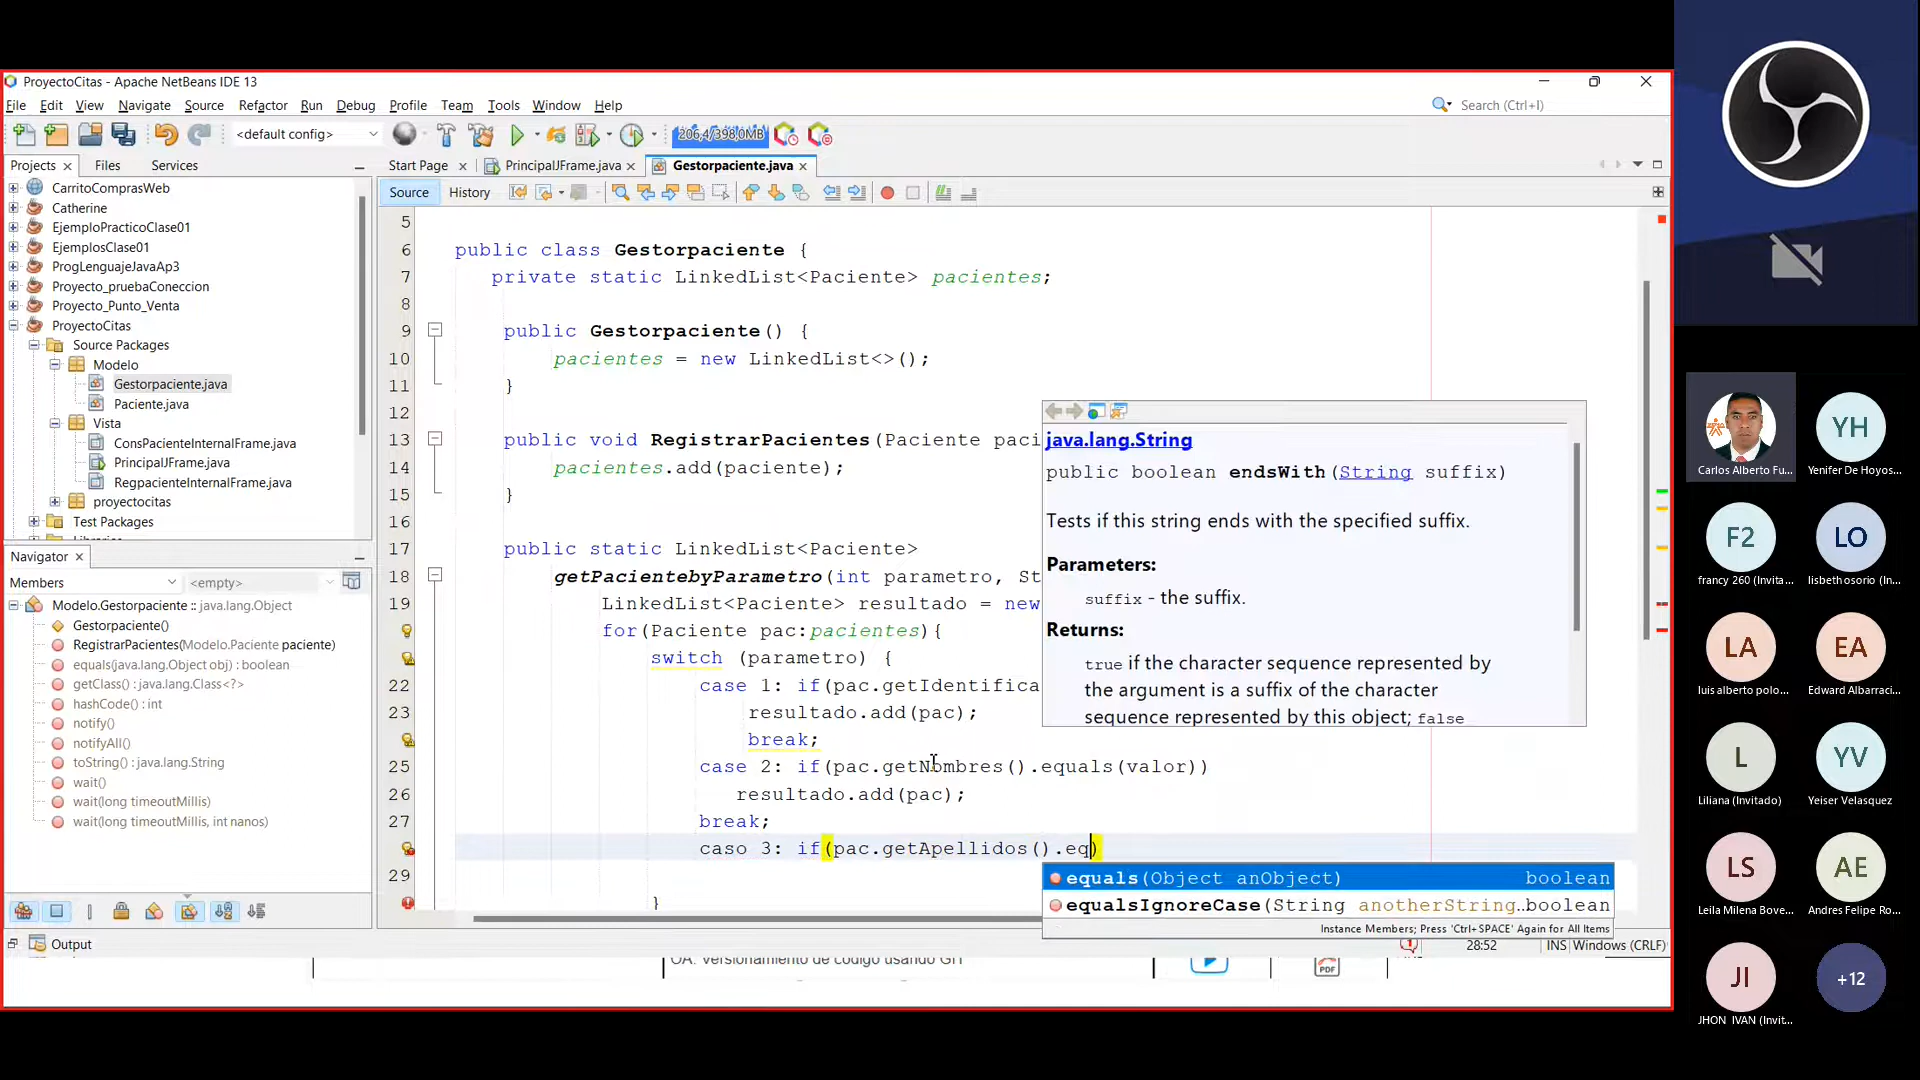 ProyectoCitas - Apache NetBeans IDE 13
File Edit View Navigate Source Refactor Run Debug Profile Team Tools Window Help
Search (Ctrl+I)
<default config>
206,4/398,0MB
Projects Files Services
Start Page PrincipalJFrame.java Gestorpaciente.java
Source History
CarritoComprasWeb
Catherine
EjemploPracticoClase01
EjemplosClase01
ProgLenguajeJavaAp3
Proyecto_pruebaConeccion
Proyecto_Punto_Venta
ProyectoCitas
Source Packages
Modelo
Gestorpaciente.java
Paciente.java
Vista
ConsPacienteInternalFrame.java
PrincipalJFrame.java
RegpacienteInternalFrame.java
proyectocitas
Test Packages
Navigator
Members <empty>
Modelo.Gestorpaciente :: java.lang.Object
Gestorpaciente()
RegistrarPacientes(Modelo.Paciente paciente)
equals(java.lang.Object obj) : boolean
getClass() : java.lang.Class<?>
hashCode() : int
notify()
notifyAll()
toString() : java.lang.String
wait()
wait(long timeoutMillis)
wait(long timeoutMillis, int nanos)
5
6 public class Gestorpaciente {
7 private static LinkedList<Paciente> pacientes;
8
9 public Gestorpaciente() {
10 pacientes = new LinkedList<>();
11 }
12
13 public void RegistrarPacientes(Paciente paci
14 pacientes.add(paciente);
15 }
16
17 public static LinkedList<Paciente>
18 getPacientebyParametro(int parametro, St
19 LinkedList<Paciente> resultado = new
for(Paciente pac:pacientes){
switch (parametro) {
22 case 1: if(pac.getIdentifica
23 resultado.add(pac);
break;
25 case 2: if(pac.getNombres().equals(valor))
26 resultado.add(pac);
27 break;
caso 3: if(pac.getApellidos().eq)
29
}
java.lang.String
public boolean endsWith(String suffix)
Tests if this string ends with the specified suffix.
Parameters:
suffix - the suffix.
Returns:
true if the character sequence represented by
the argument is a suffix of the character
sequence represented by this object; false
equals(Object anObject) boolean
equalsIgnoreCase(String anotherString..boolean
Instance Members; Press 'Ctrl+SPACE' Again for All Items
Output
1
28:52 INS Windows (CRLF)
OA. Versionamiento de codigo usando GIT
PDF
Carlos Alberto Fu...
YH
Yenifer De Hoyos...
F2
francy 260 (Invita...
LO
lisbeth osorio (In...
LA
luis alberto polo...
EA
Edward Albarraci...
L
Liliana (Invitado)
YV
Yeiser Velasquez
LS
Leila Milena Bove...
AE
Andres Felipe Ro...
JI
JHON IVAN (Invit...
+12